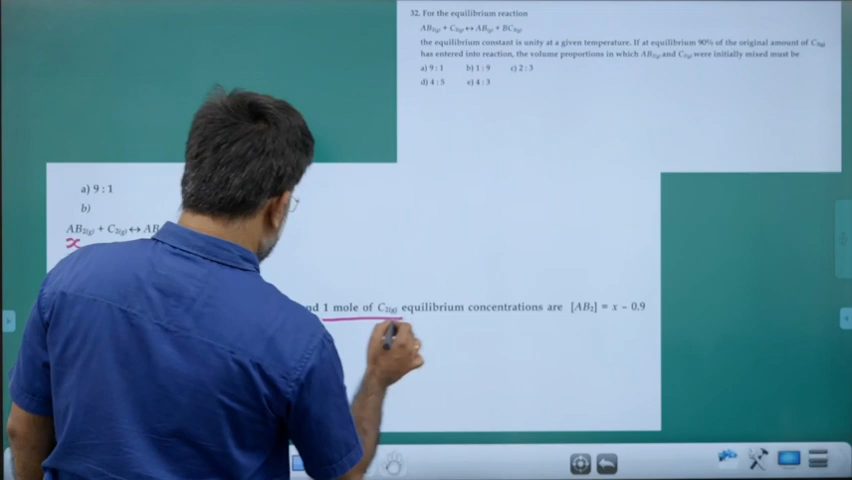 32. For the equilibrium reaction
AB₂₍g₎ + C₂₍g₎ ↔ AB₍g₎ + BC₂₍g₎
the equilibrium constant is unity at a given temperature. If at equilibrium 90% of the original amount of C₂₍g₎
has entered into reaction, the volume proportions in which AB₂₍g₎ and C₂₍g₎ were initially mixed must be
a) 9 : 1 b) 1 : 9 c) 2 : 3
d) 4 : 5 e) 4 : 3
a) 9 : 1
b)
AB₂₍g₎ + C₂₍g₎ ↔ AB
x
nd 1 mole of C₂₍g₎ equilibrium concentrations are [AB₂] = x – 0.9